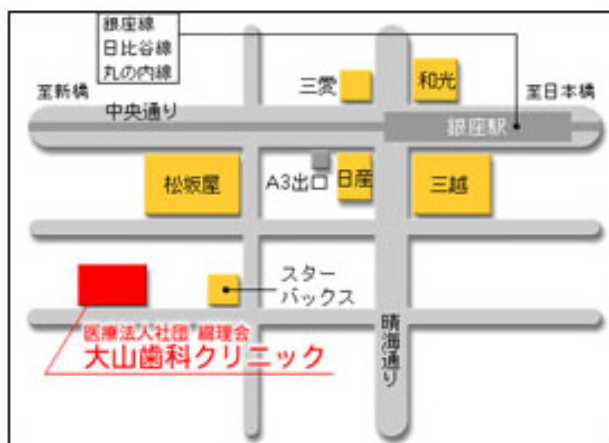 銀座線
日比谷線
丸の内線
三愛
和光
至新橋
至日本橋
中央通り
銀座駅
松坂屋
A3出口
日産
三越
スター
バックス
晴海通り
医療法人社団 綴理会
大山歯科クリニック